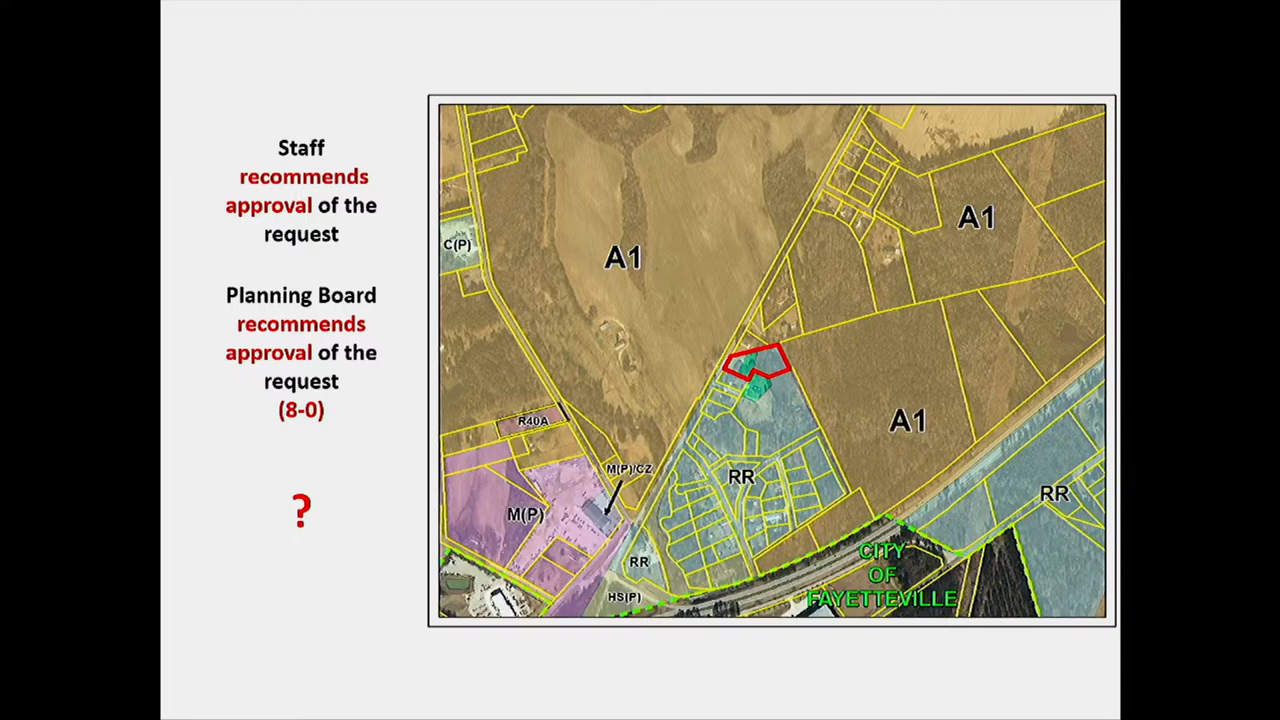 Staff
recommends
approval of the
request
Planning Board
recommends
approval of the
request
(8-0)
?
A1
A1
C(P)
A1
R40A
M(P)/CZ
RR
RR
M(P)
RR
HS(P)
CITY
OF
FAYETTEVILLE